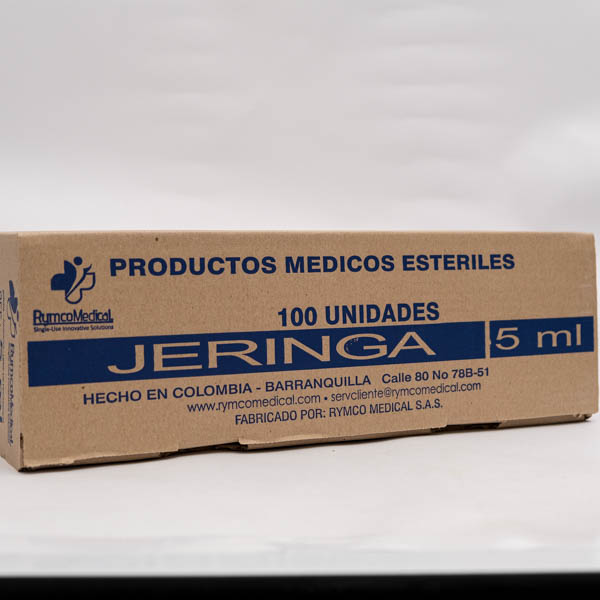 PRODUCTOS MEDICOS ESTERILES
RymcoMedical
Single-Use Innovative Solutions
100 UNIDADES
JERINGA 5 ml
HECHO EN COLOMBIA - BARRANQUILLA Calle 80 No 78B-51
www.rymcomedical.com • servcliente@rymcomedical.com
FABRICADO POR: RYMCO MEDICAL S.A.S.
RymcoMedical